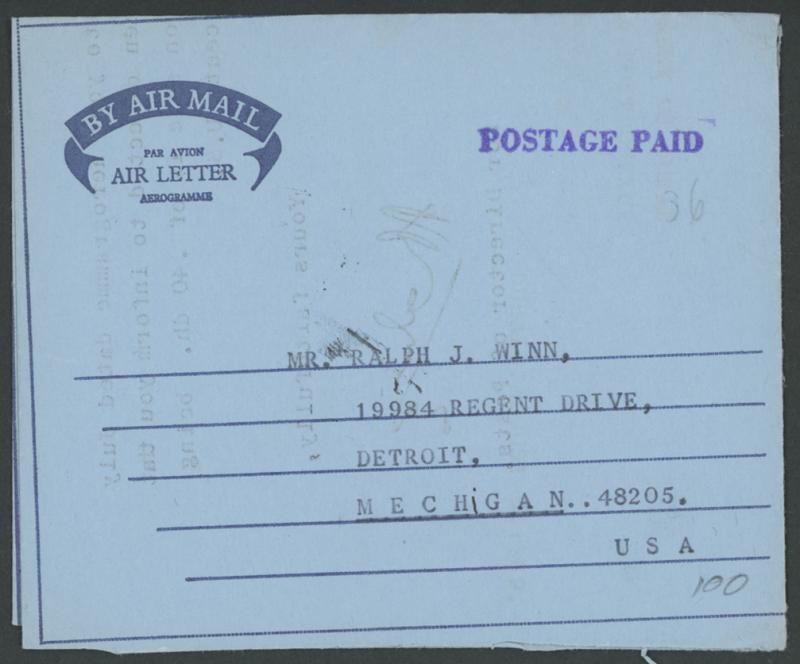 BY AIR MAIL
PAR AVION
AIR LETTER
AEROGRAMME
POSTAGE PAID
36
MR. RALPH J. WINN,
19984 REGENT DRIVE,
DETROIT,
M E C H i G A N..48205.
U S A
100